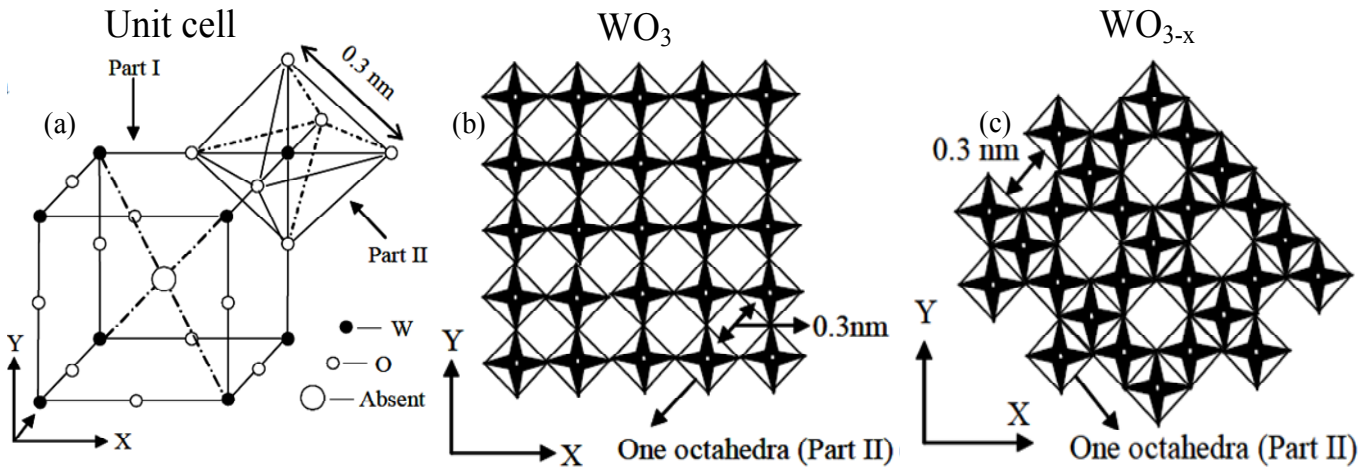 Unit cell
WO₃
WO₃₋ₓ
Part I
0.3 nm
(a)
Part II
W
O
Absent
Y
X
(b)
0.3nm
Y
X
One octahedra (Part II)
(c)
0.3 nm
Y
X
One octahedra (Part II)